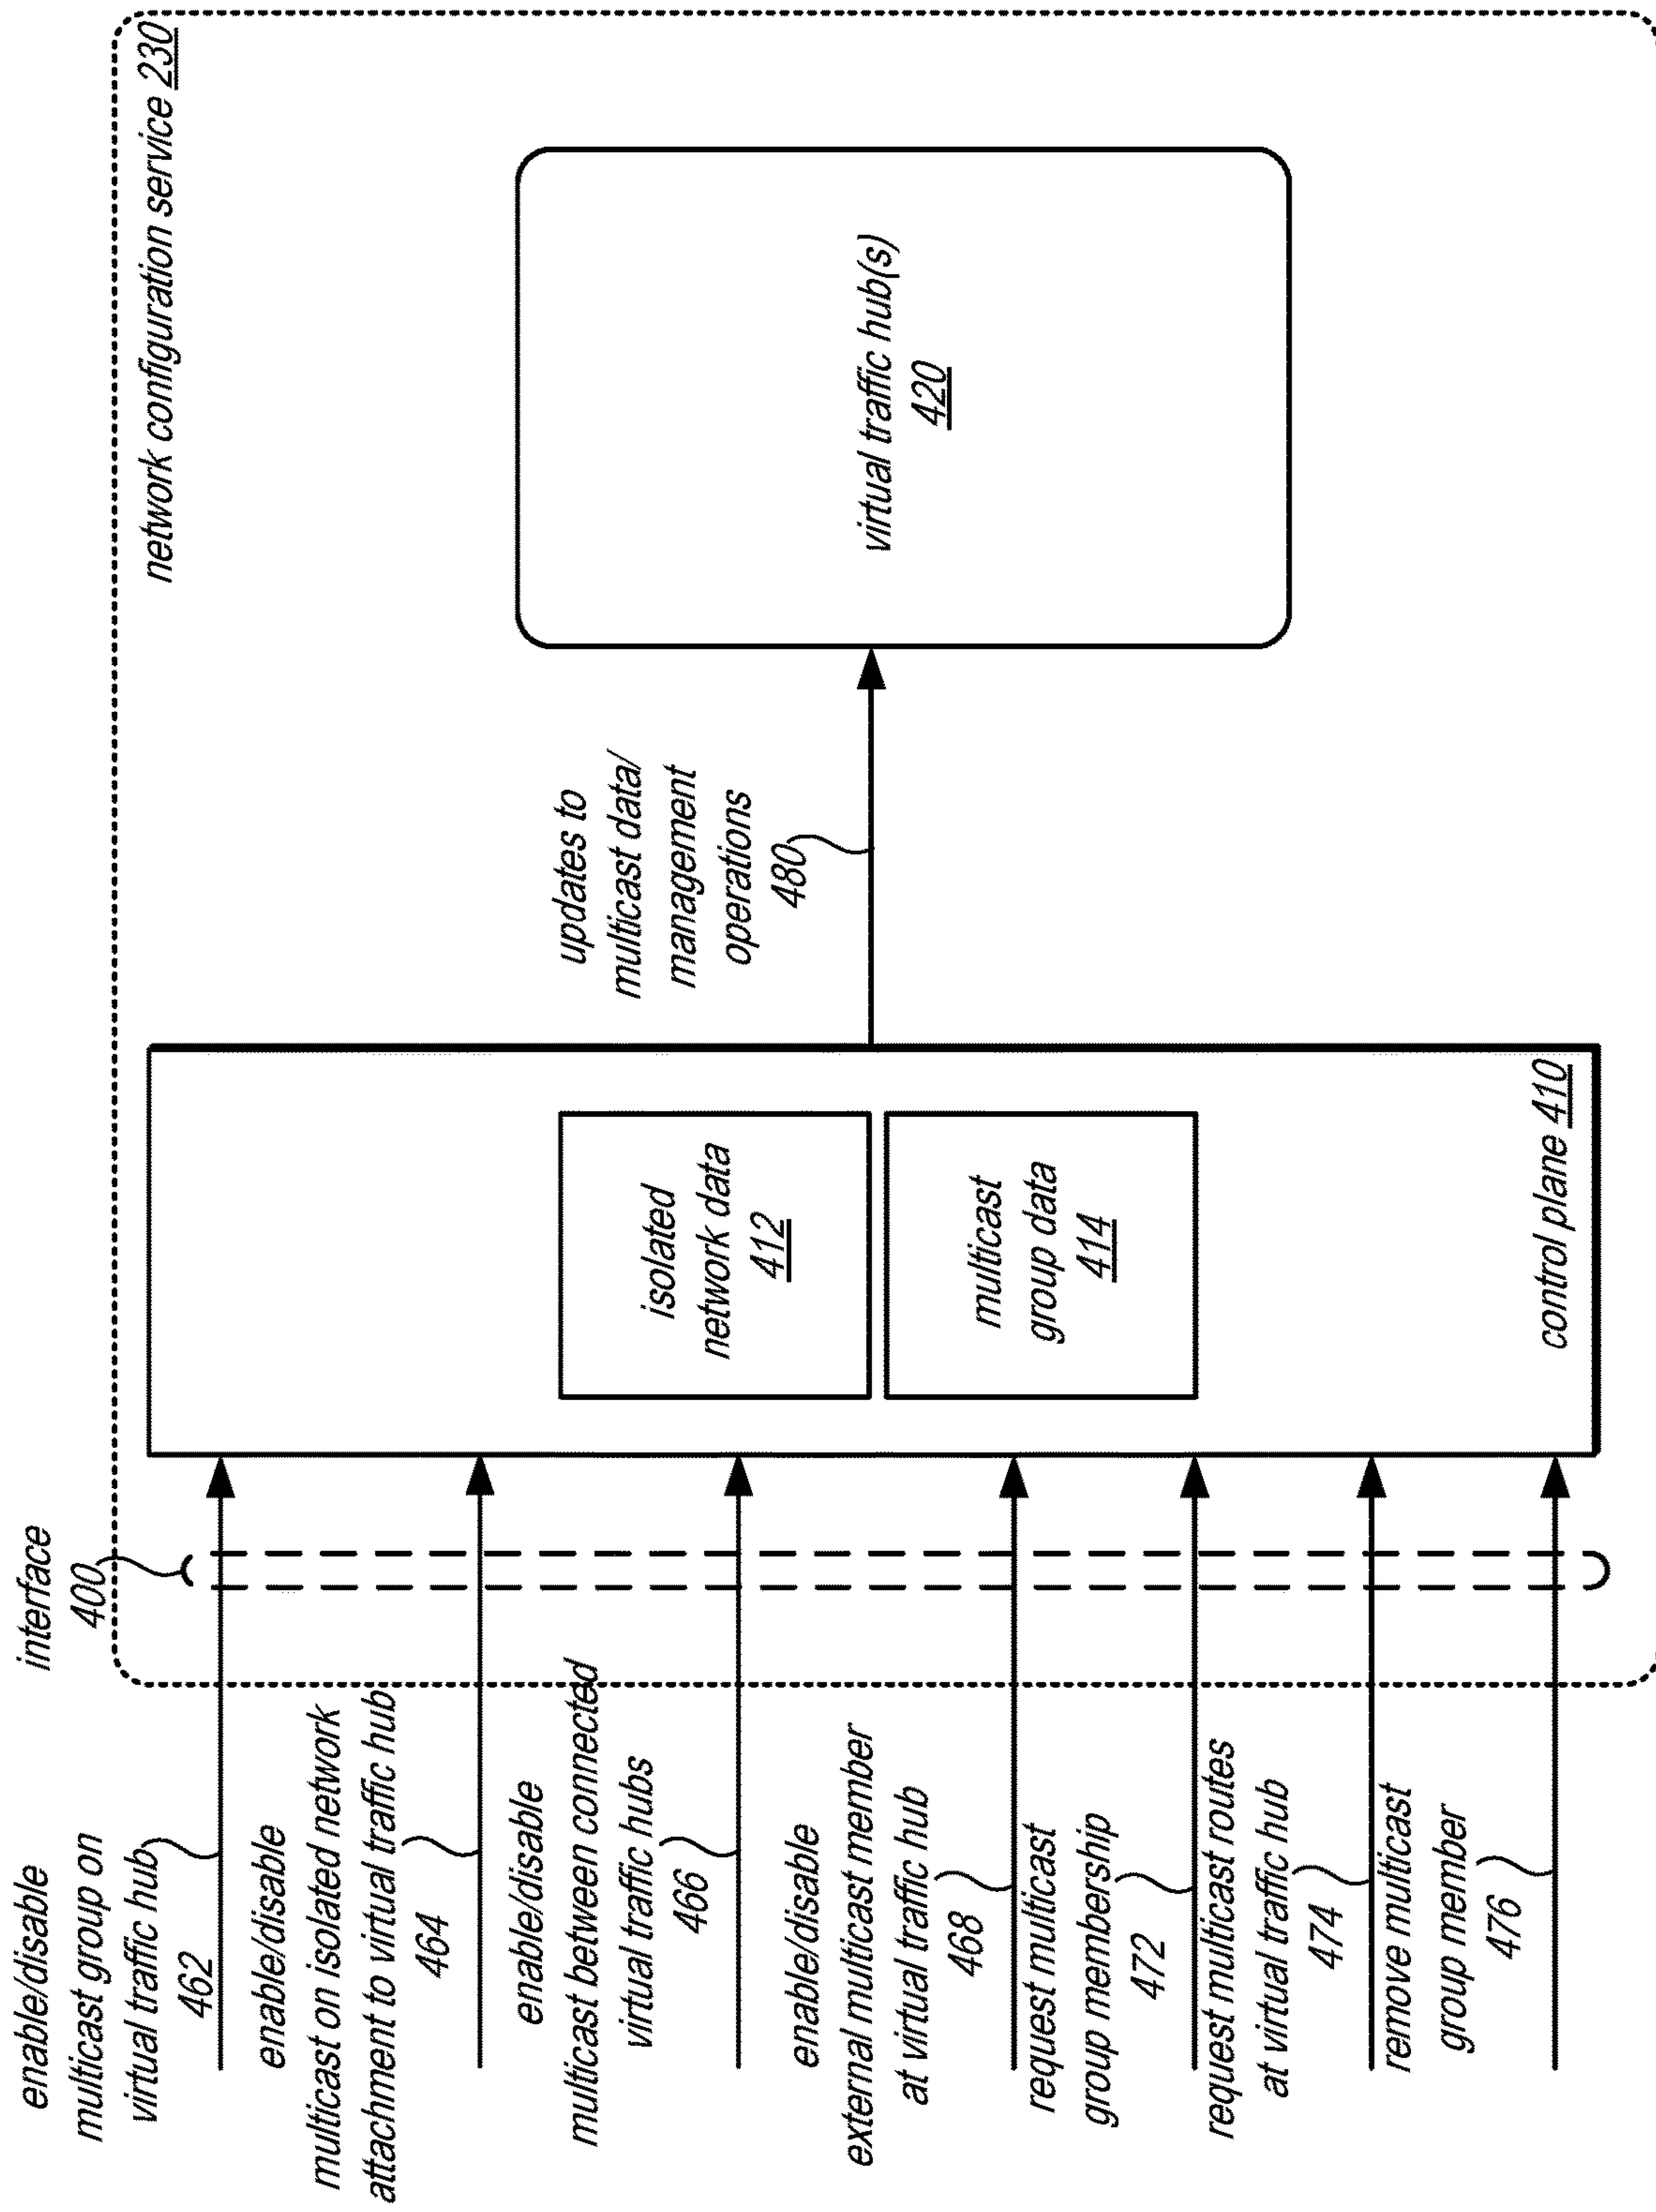 network configuration service 230
interface
400
enable/disable
multicast group on
virtual traffic hub
462
enable/disable
multicast on isolated network
attachment to virtual traffic hub
464
enable/disable
multicast between connected
virtual traffic hubs
466
enable/disable
external multicast member
at virtual traffic hub
468
request multicast
group membership
472
request multicast routes
at virtual traffic hub
474
remove multicast
group member
476
isolated
network data
412
multicast
group data
414
control plane 410
updates to
multicast data/
management
operations
480
virtual traffic hub(s)
420